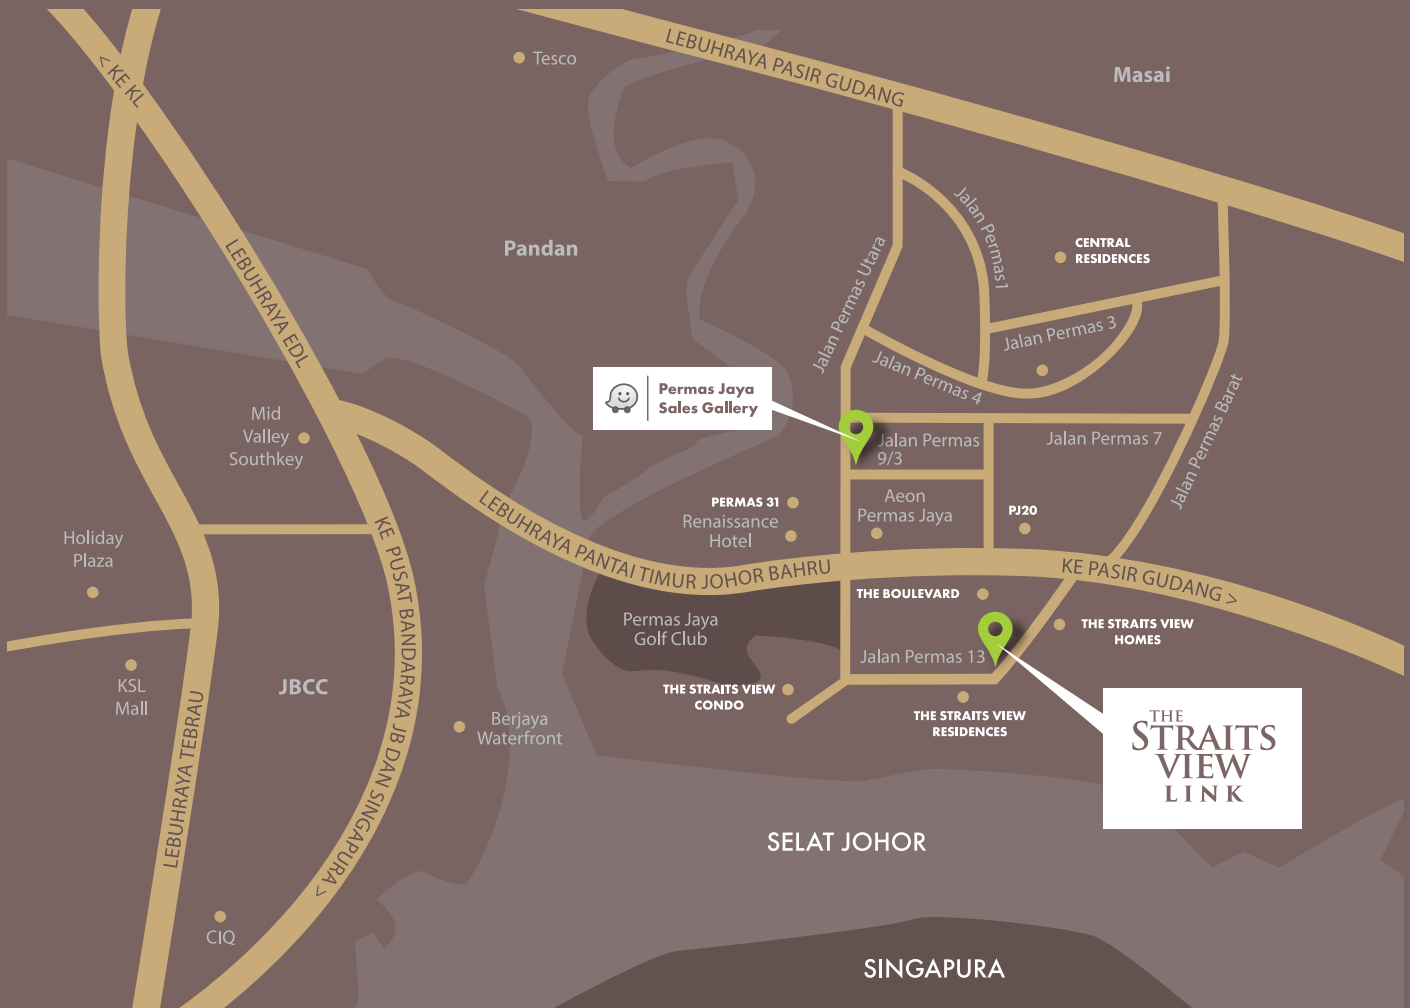 LEBUHRAYA PASIR GUDANG
Tesco
Masai
< KE KL
Pandan
LEBUHRAYA EDL
Jalan Permas 1
Jalan Permas Utara
CENTRAL
RESIDENCES
Jalan Permas 3
Jalan Permas 4
Permas Jaya
Sales Gallery
Jalan Permas Barat
Mid
Valley
Southkey
Jalan Permas
9/3
Jalan Permas 7
LEBUHRAYA PANTAI TIMUR JOHOR BAHRU
KE PASIR GUDANG >
PERMAS 31
Renaissance
Hotel
Aeon
Permas Jaya
PJ20
Holiday
Plaza
KE PUSAT BANDARAYA JB DAN SINGAPURA >
THE BOULEVARD
Permas Jaya
Golf Club
THE STRAITS VIEW
HOMES
Jalan Permas 13
KSL
Mall
JBCC
THE STRAITS VIEW
CONDO
THE STRAITS VIEW
RESIDENCES
Berjaya
Waterfront
LEBUHRAYA TEBRAU
THE
STRAITS
VIEW
LINK
SELAT JOHOR
CIQ
SINGAPURA